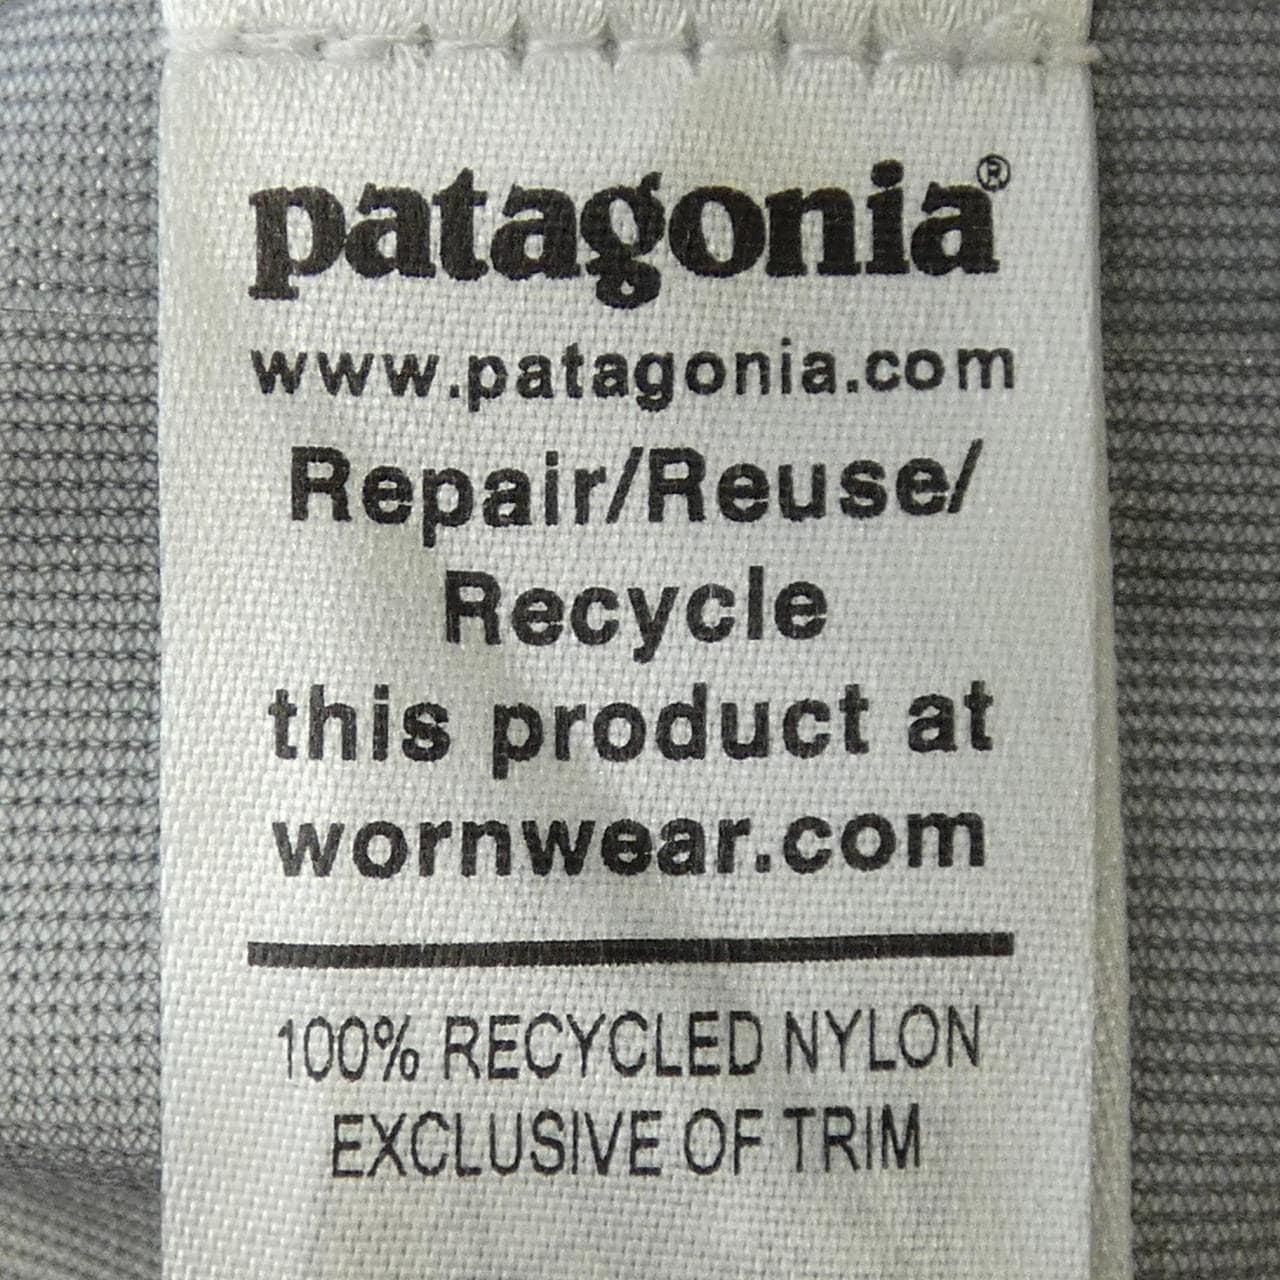 patagonia®
www.patagonia.com
Repair/Reuse/
Recycle
this product at
wornwear.com
100% RECYCLED NYLON
EXCLUSIVE OF TRIM